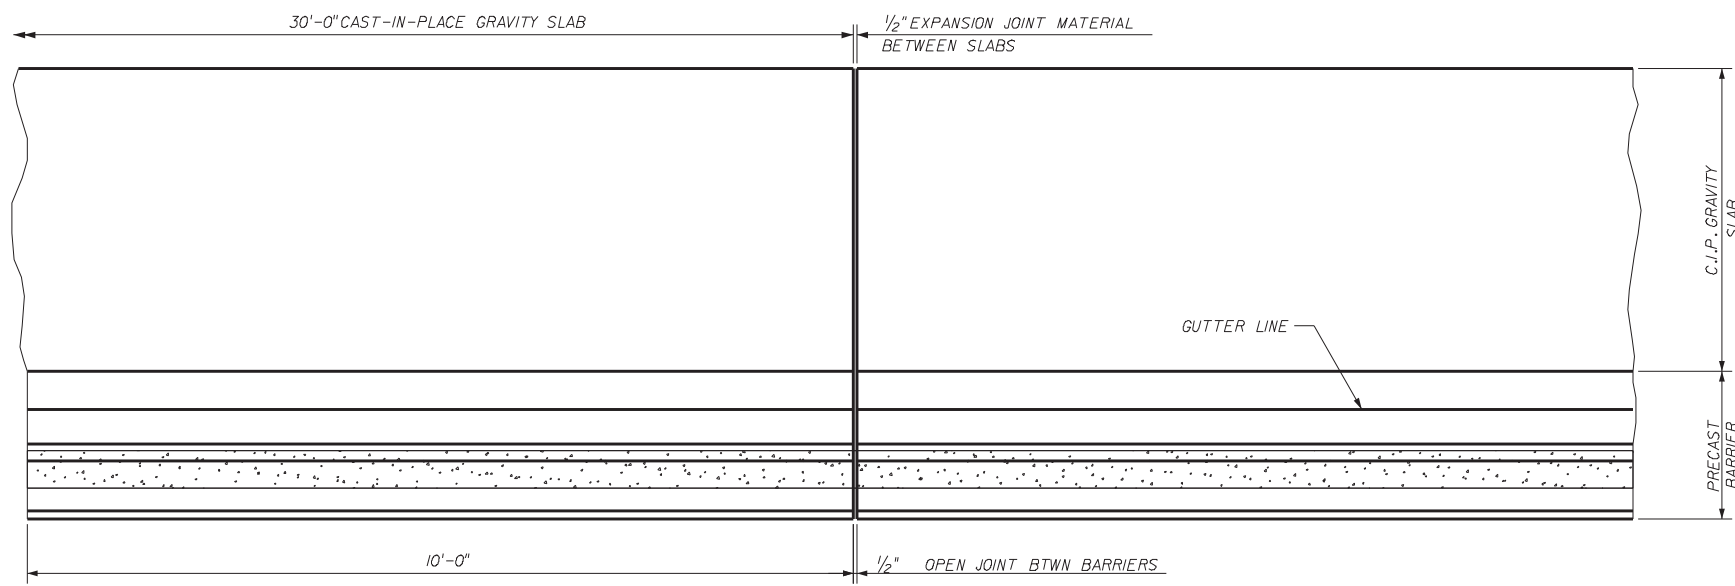 30'-0" CAST-IN-PLACE GRAVITY SLAB
1/2" EXPANSION JOINT MATERIAL
BETWEEN SLABS
C.I.P. GRAVITY
SLAB
GUTTER LINE
PRECAST
BARRIER
10'-0"
1/2" OPEN JOINT BTWN BARRIERS